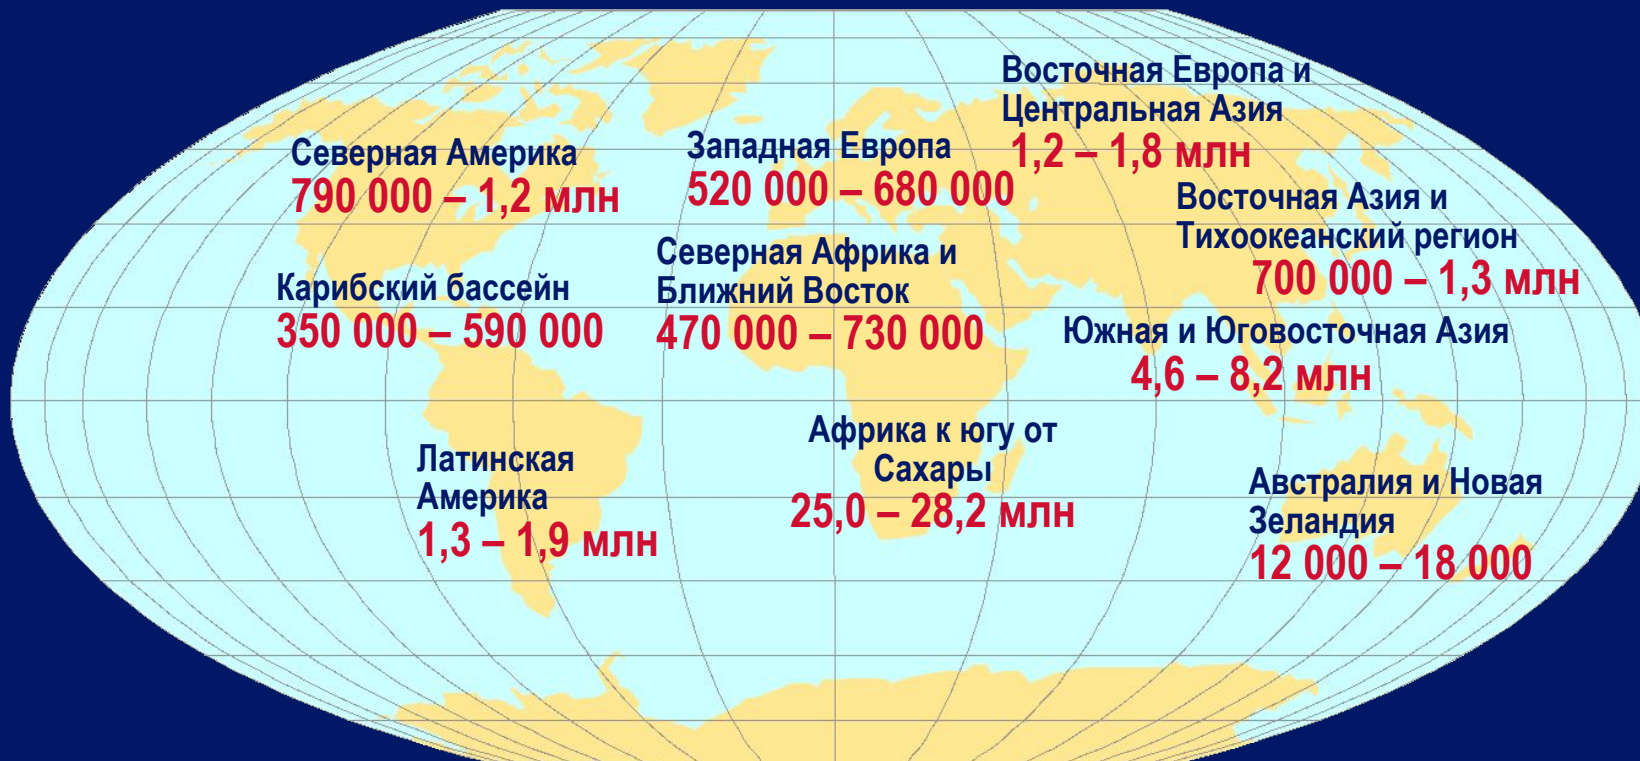 Восточная Европа и
Центральная Азия
1,2 – 1,8 млн
Северная Америка
790 000 – 1,2 млн
Западная Европа
520 000 – 680 000
Восточная Азия и
Тихоокеанский регион
700 000 – 1,3 млн
Северная Африка и
Ближний Восток
470 000 – 730 000
Карибский бассейн
350 000 – 590 000
Южная и Юговосточная Азия
4,6 – 8,2 млн
Африка к югу от
Сахары
25,0 – 28,2 млн
Латинская
Америка
1,3 – 1,9 млн
Австралия и Новая
Зеландия
12 000 – 18 000